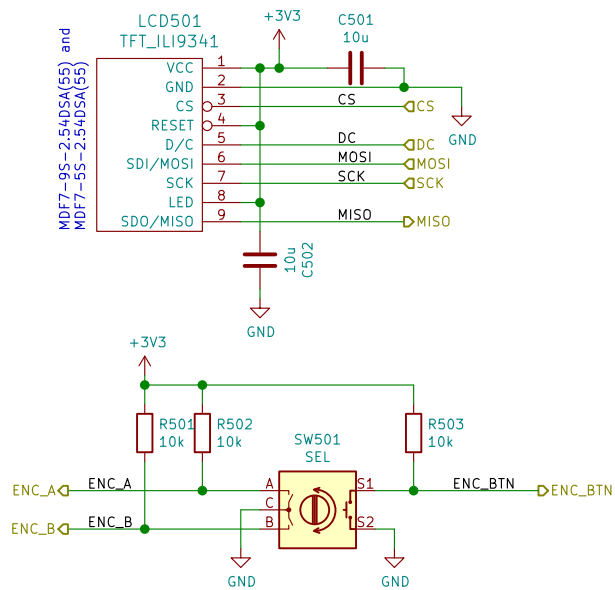 LCD501
TFT_ILI9341
+3V3
C501
10u
MDF7-9S-2.54DSA(55) and
MDF7-5S-2.54DSA(55)
VCC 1
GND 2
CS 3 CS CS
RESET 4
D/C 5 DC DC
SDI/MOSI 6 MOSI MOSI
SCK 7 SCK SCK
LED 8
SDO/MISO 9 MISO MISO
GND
10u
C502
GND
+3V3
R501
10k
R502
10k
R503
10k
SW501
SEL
ENC_A ENC_A A S1 ENC_BTN ENC_BTN
C
ENC_B ENC_B B S2
GND
GND